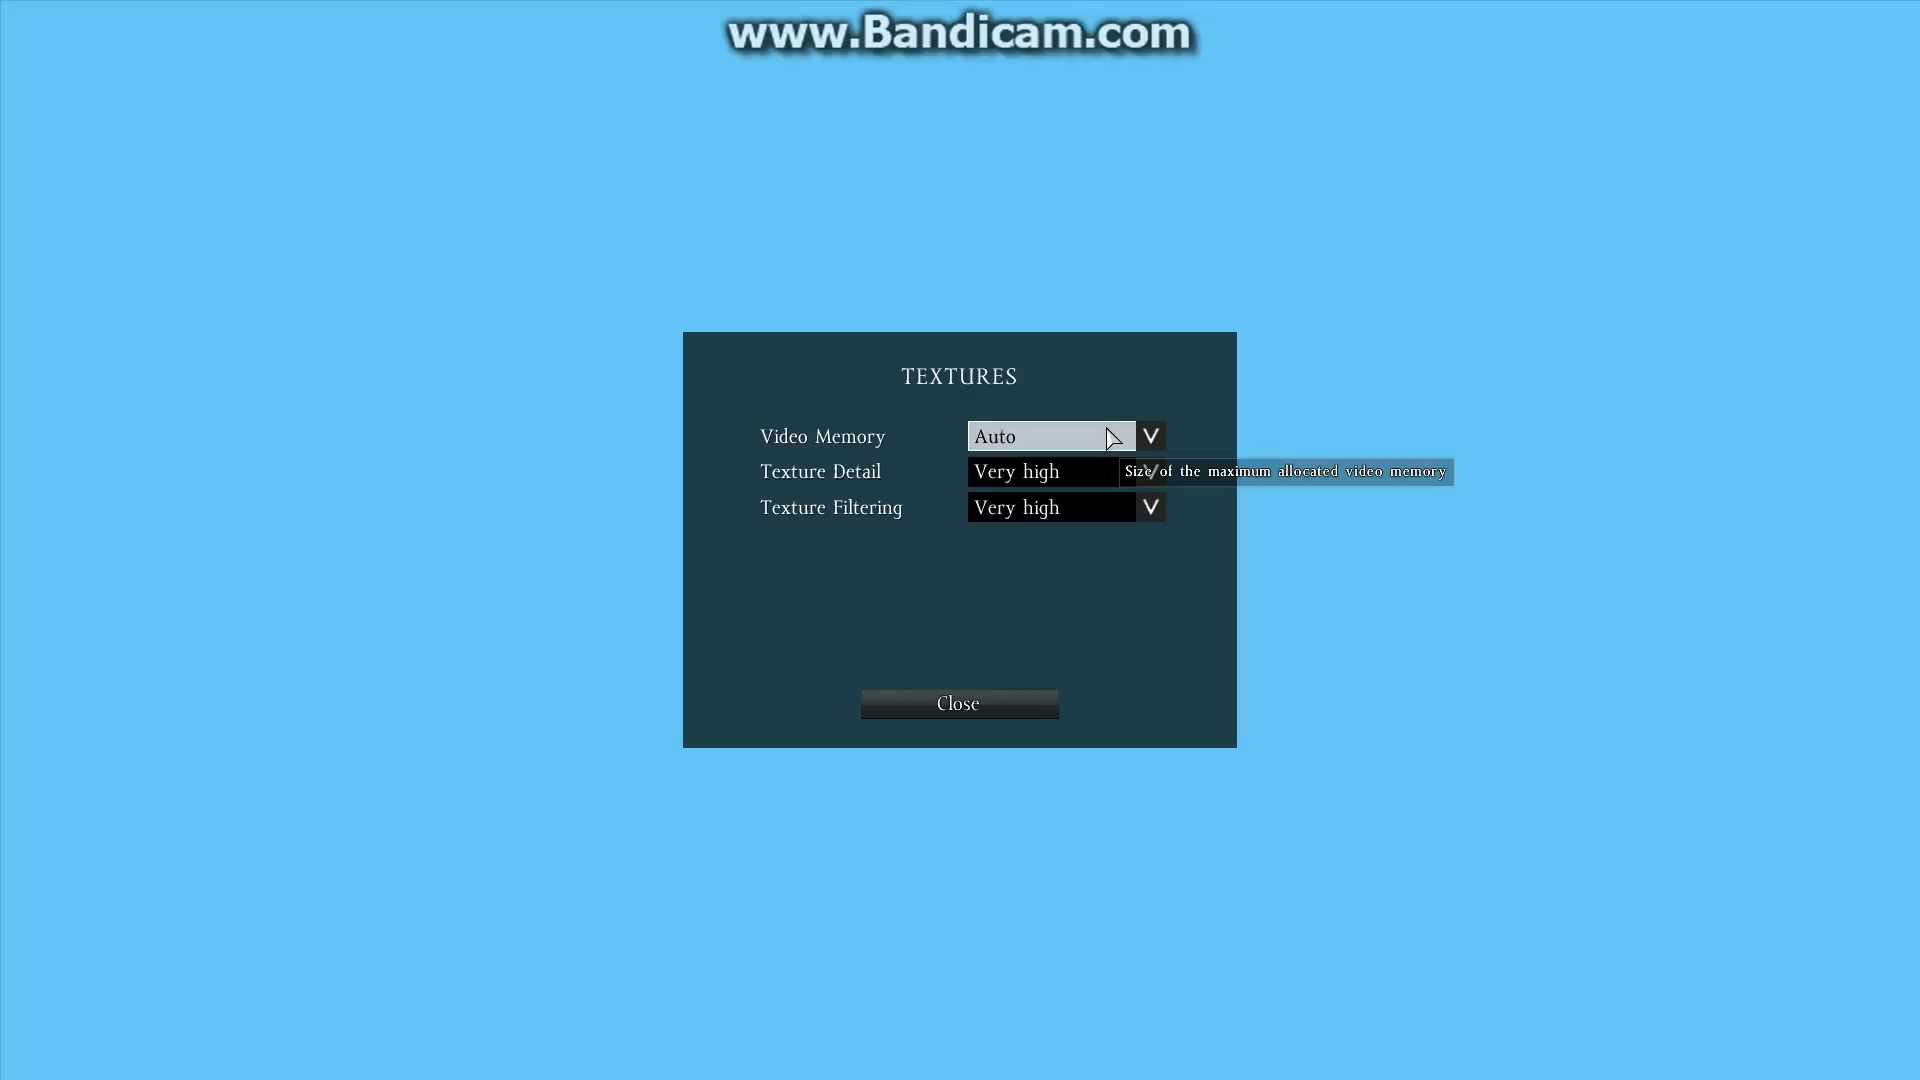 www.Bandicam.com
TEXTURES
Video Memory Auto V
Texture Detail Very high V
Size of the maximum allocated video memory
Texture Filtering Very high V
Close